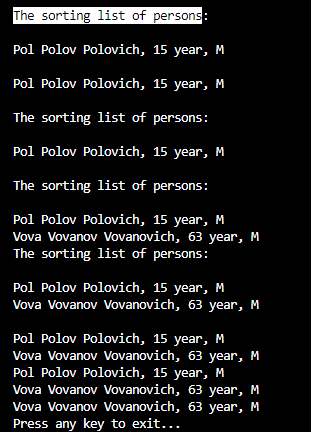 The sorting list of persons:
Pol Polov Polovich, 15 year, M
Pol Polov Polovich, 15 year, M
The sorting list of persons:
Pol Polov Polovich, 15 year, M
The sorting list of persons:
Pol Polov Polovich, 15 year, M
Vova Vovanov Vovanovich, 63 year, M
The sorting list of persons:
Pol Polov Polovich, 15 year, M
Vova Vovanov Vovanovich, 63 year, M
Pol Polov Polovich, 15 year, M
Vova Vovanov Vovanovich, 63 year, M
Pol Polov Polovich, 15 year, M
Vova Vovanov Vovanovich, 63 year, M
Vova Vovanov Vovanovich, 63 year, M
Press any key to exit...